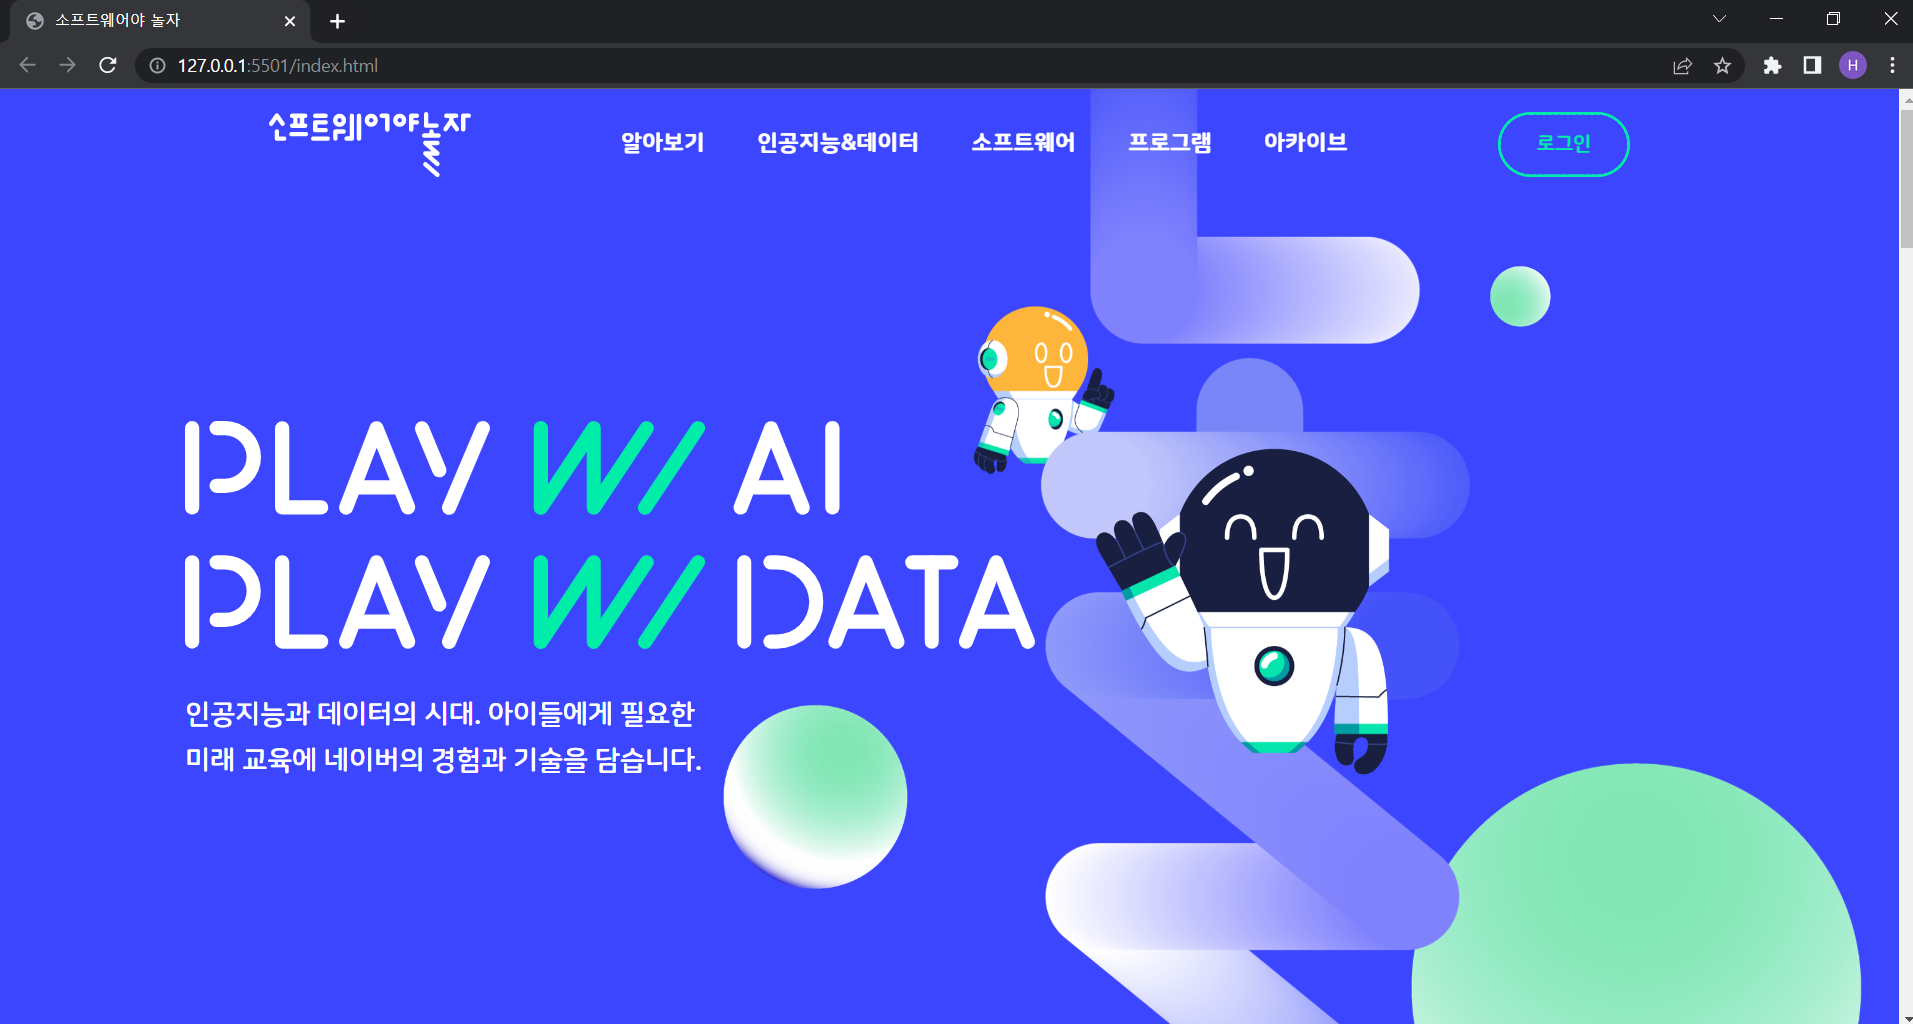 소프트웨어야 놀자
127.0.0.1:5501/index.html
H
소프트웨어야놀자
알아보기 인공지능&데이터 소프트웨어 프로그램 아카이브 로그인
PLAY W/ AI
PLAY W/ DATA
인공지능과 데이터의 시대. 아이들에게 필요한
미래 교육에 네이버의 경험과 기술을 담습니다.